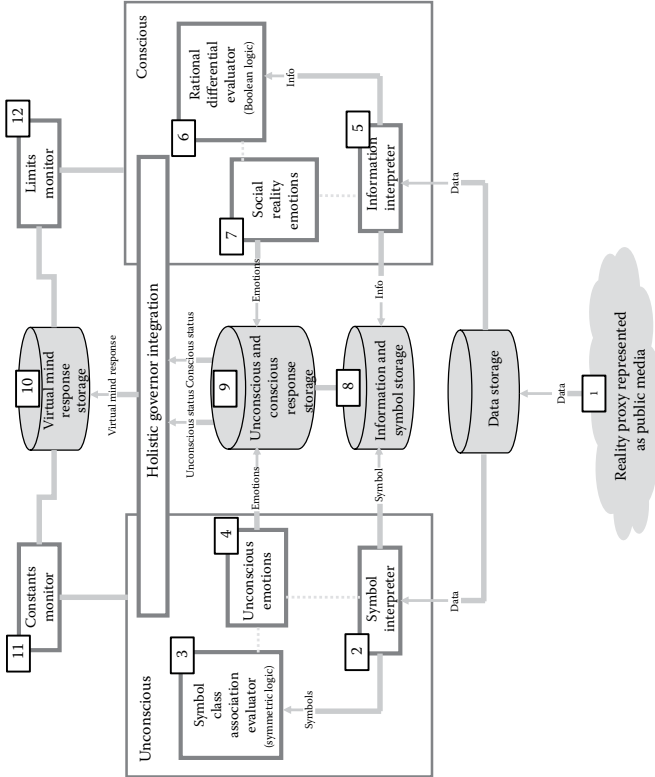 11
Constants
monitor
10
Virtual mind
response
storage
12
Limits
monitor
Virtual mind response
Unconscious
Conscious
Holistic governor integration
Unconscious status
Conscious status
3
Symbol
class
association
evaluator
(symmetric logic)
4
Unconscious
emotions
Emotions
9
Unconscious and
conscious
response
storage
Emotions
7
Social
reality
emotions
6
Rational
differential
evaluator
(Boolean logic)
Symbols
2
Symbol
interpreter
Symbol
8
Information and
symbol storage
Info
5
Information
interpreter
Info
Data
Data storage
Data
Data
1
Reality proxy represented
as public media